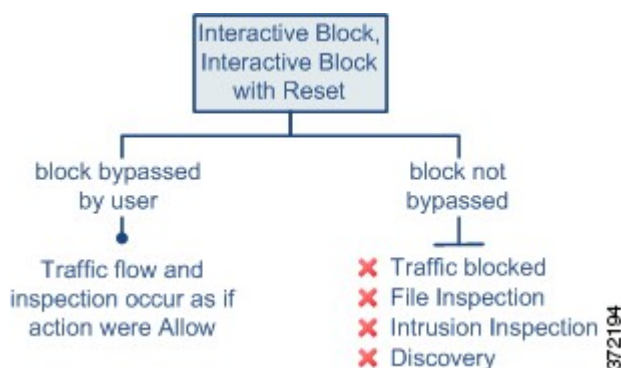 Interactive Block,
Interactive Block
with Reset
block bypassed
by user
Traffic flow and
inspection occur as if
action were Allow
block not
bypassed
Traffic blocked
File Inspection
Intrusion Inspection
Discovery
372194